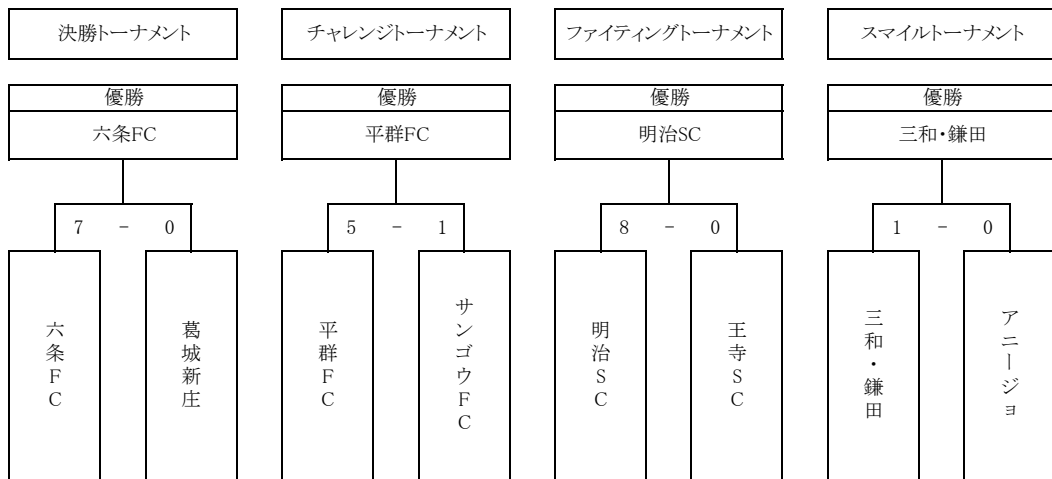 決勝トーナメント
チャレンジトーナメント
ファイティングトーナメント
スマイルトーナメント
優勝
優勝
優勝
優勝
六条FC
平群FC
明治SC
三和・鎌田
7 - 0
5 - 1
8 - 0
1 - 0
六条FC
葛城新庄
平群FC
サンゴウFC
明治SC
王寺SC
三和・鎌田
アニージョ